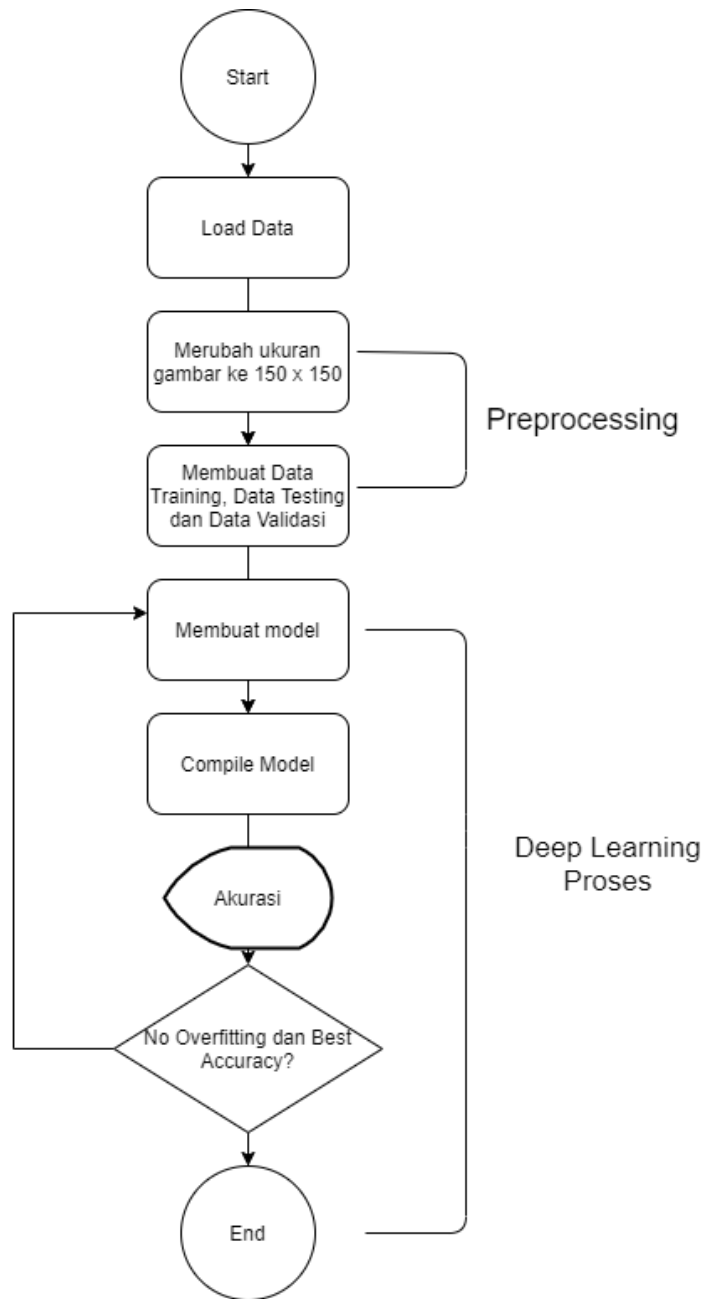 Start
Load Data
Merubah ukuran
gambar ke 150 x 150
Preprocessing
Membuat Data
Training, Data Testing
dan Data Validasi
Membuat model
Compile Model
Deep Learning
Proses
Akurasi
No Overfitting dan Best
Accuracy?
End